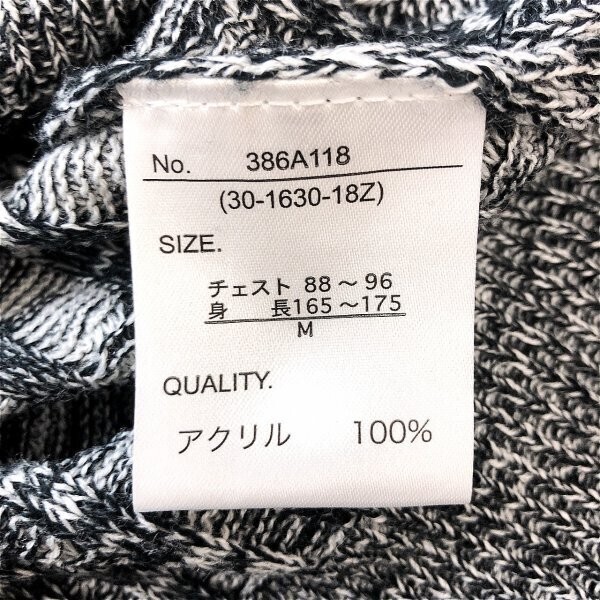 No. 386A118
(30-1630-18Z)
SIZE.
チェスト 88～96
身 長165～175
M
QUALITY.
アクリル 100%